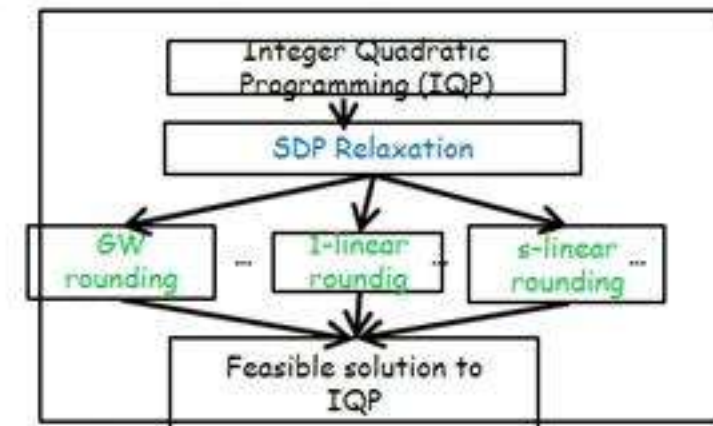 Integer Quadratic
Programming (IQP)
SDP Relaxation
GW
rounding
...
1-linear
roundig
...
s-linear
rounding
...
Feasible solution to
IQP